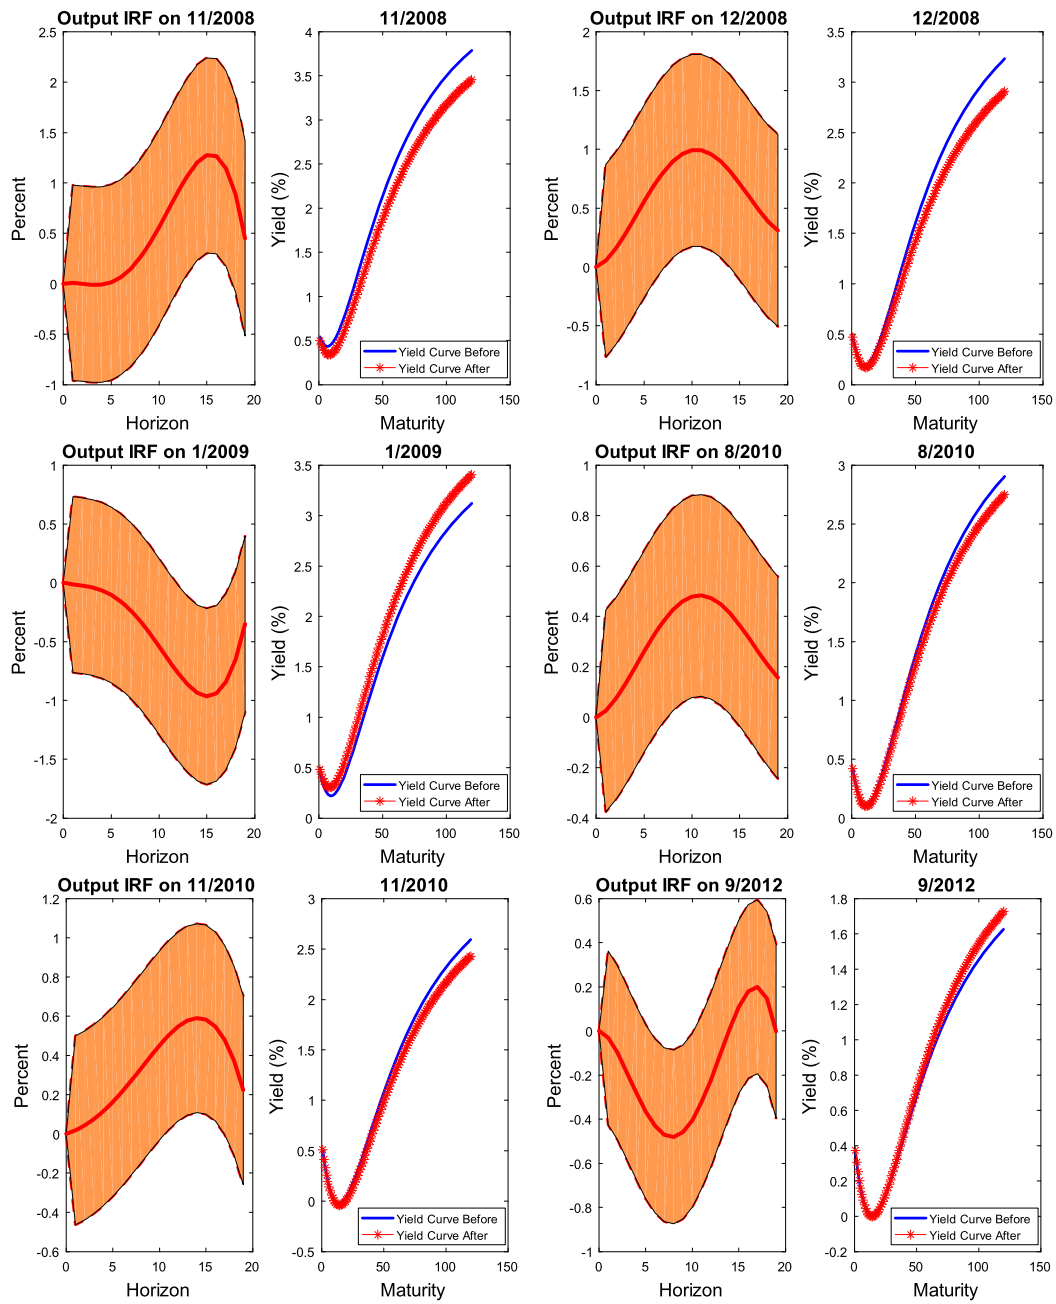 Output IRF on 11/2008
2.5
2
1.5
1
0.5
0
-0.5
-1
0 5 10 15 20
Percent
Horizon
11/2008
4
3.5
3
2.5
2
1.5
1
0.5
0
0 50 100 150
Yield (%)
Maturity
Yield Curve Before
Yield Curve After
Output IRF on 12/2008
2
1.5
1
0.5
0
-0.5
-1
0 5 10 15 20
Percent
Horizon
12/2008
3.5
3
2.5
2
1.5
1
0.5
0
0 50 100 150
Yield (%)
Maturity
Yield Curve Before
Yield Curve After
Output IRF on 1/2009
1
0.5
0
-0.5
-1
-1.5
-2
0 5 10 15 20
Percent
Horizon
1/2009
3.5
3
2.5
2
1.5
1
0.5
0
0 50 100 150
Yield (%)
Maturity
Yield Curve Before
Yield Curve After
Output IRF on 8/2010
1
0.8
0.6
0.4
0.2
0
-0.2
-0.4
0 5 10 15 20
Percent
Horizon
8/2010
3
2.5
2
1.5
1
0.5
0
0 50 100 150
Yield (%)
Maturity
Yield Curve Before
Yield Curve After
Output IRF on 11/2010
1.2
1
0.8
0.6
0.4
0.2
0
-0.2
-0.4
-0.6
0 5 10 15 20
Percent
Horizon
11/2010
3
2.5
2
1.5
1
0.5
0
-0.5
0 50 100 150
Yield (%)
Maturity
Yield Curve Before
Yield Curve After
Output IRF on 9/2012
0.6
0.4
0.2
0
-0.2
-0.4
-0.6
-0.8
-1
0 5 10 15 20
Percent
Horizon
9/2012
1.8
1.6
1.4
1.2
1
0.8
0.6
0.4
0.2
0
-0.2
0 50 100 150
Yield (%)
Maturity
Yield Curve Before
Yield Curve After